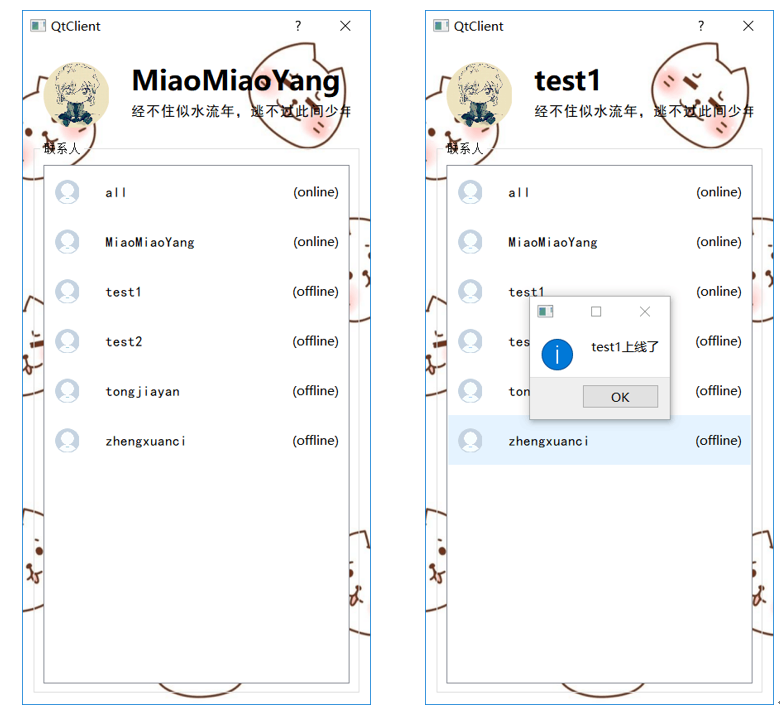 QtClient
MiaoMiaoYang
经不住似水流年，逃不过此间少年
联系人
all (online)
MiaoMiaoYang (online)
test1 (offline)
test2 (offline)
tongjiayan (offline)
zhengxuanci (offline)
QtClient
test1
经不住似水流年，逃不过此间少年
联系人
all (online)
MiaoMiaoYang (online)
test1 (online)
tes (offline)
ton (offline)
zhengxuanci (offline)
test1上线了
OK